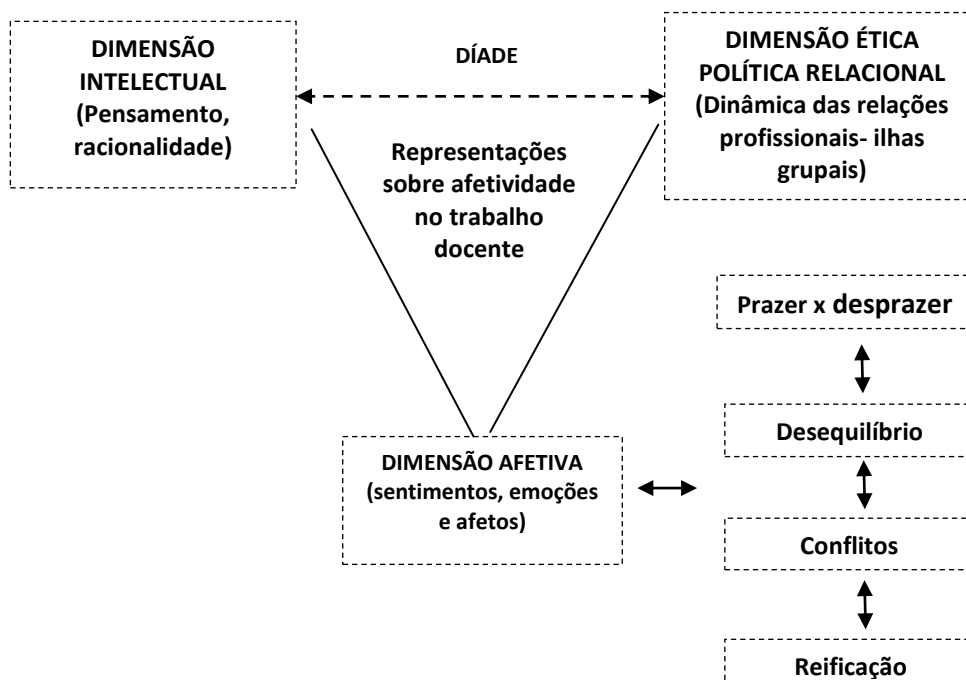 DIMENSÃO
INTELECTUAL
(Pensamento,
racionalidade)
DÍADE
DIMENSÃO ÉTICA
POLÍTICA RELACIONAL
(Dinâmica das relações
profissionais- ilhas
grupais)
Representações
sobre afetividade
no trabalho
docente
DIMENSÃO AFETIVA
(sentimentos, emoções
e afetos)
Prazer x desprazer
Desequilíbrio
Conflitos
Reificação